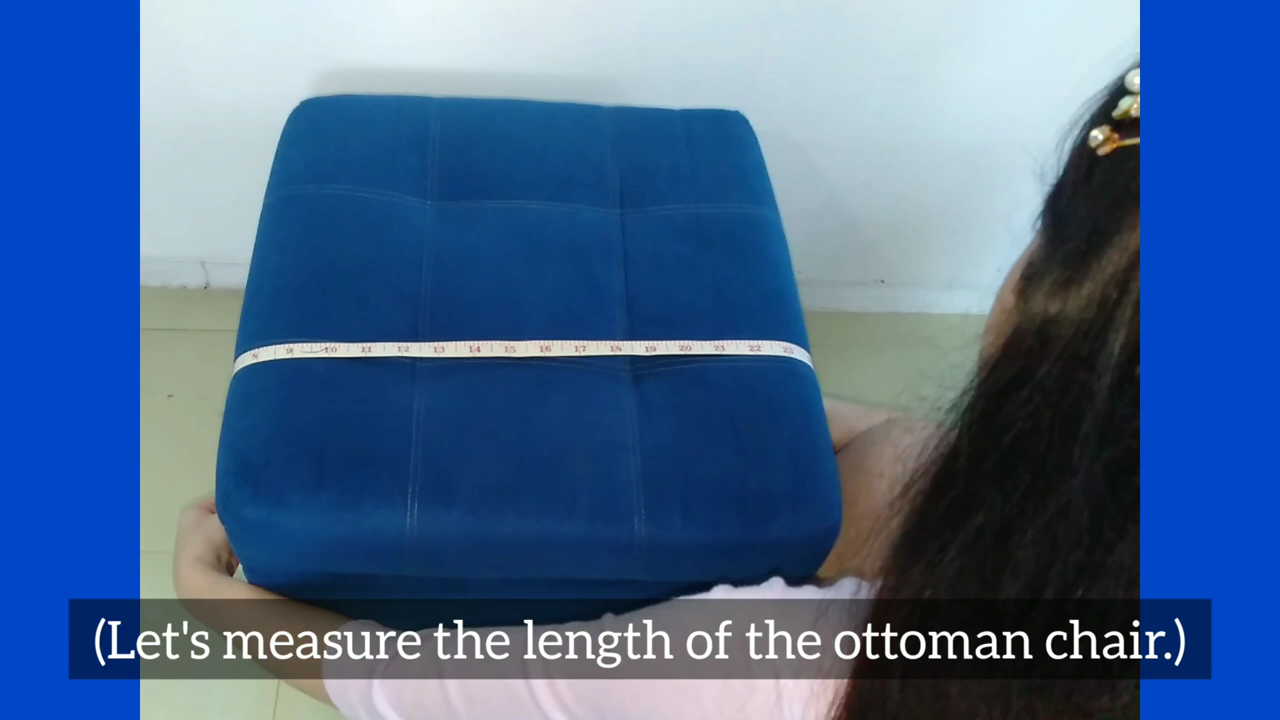 8 9 10 11 12 13 14 15 16 17 18 19 20 21 22 23
(Let's measure the length of the ottoman chair.)